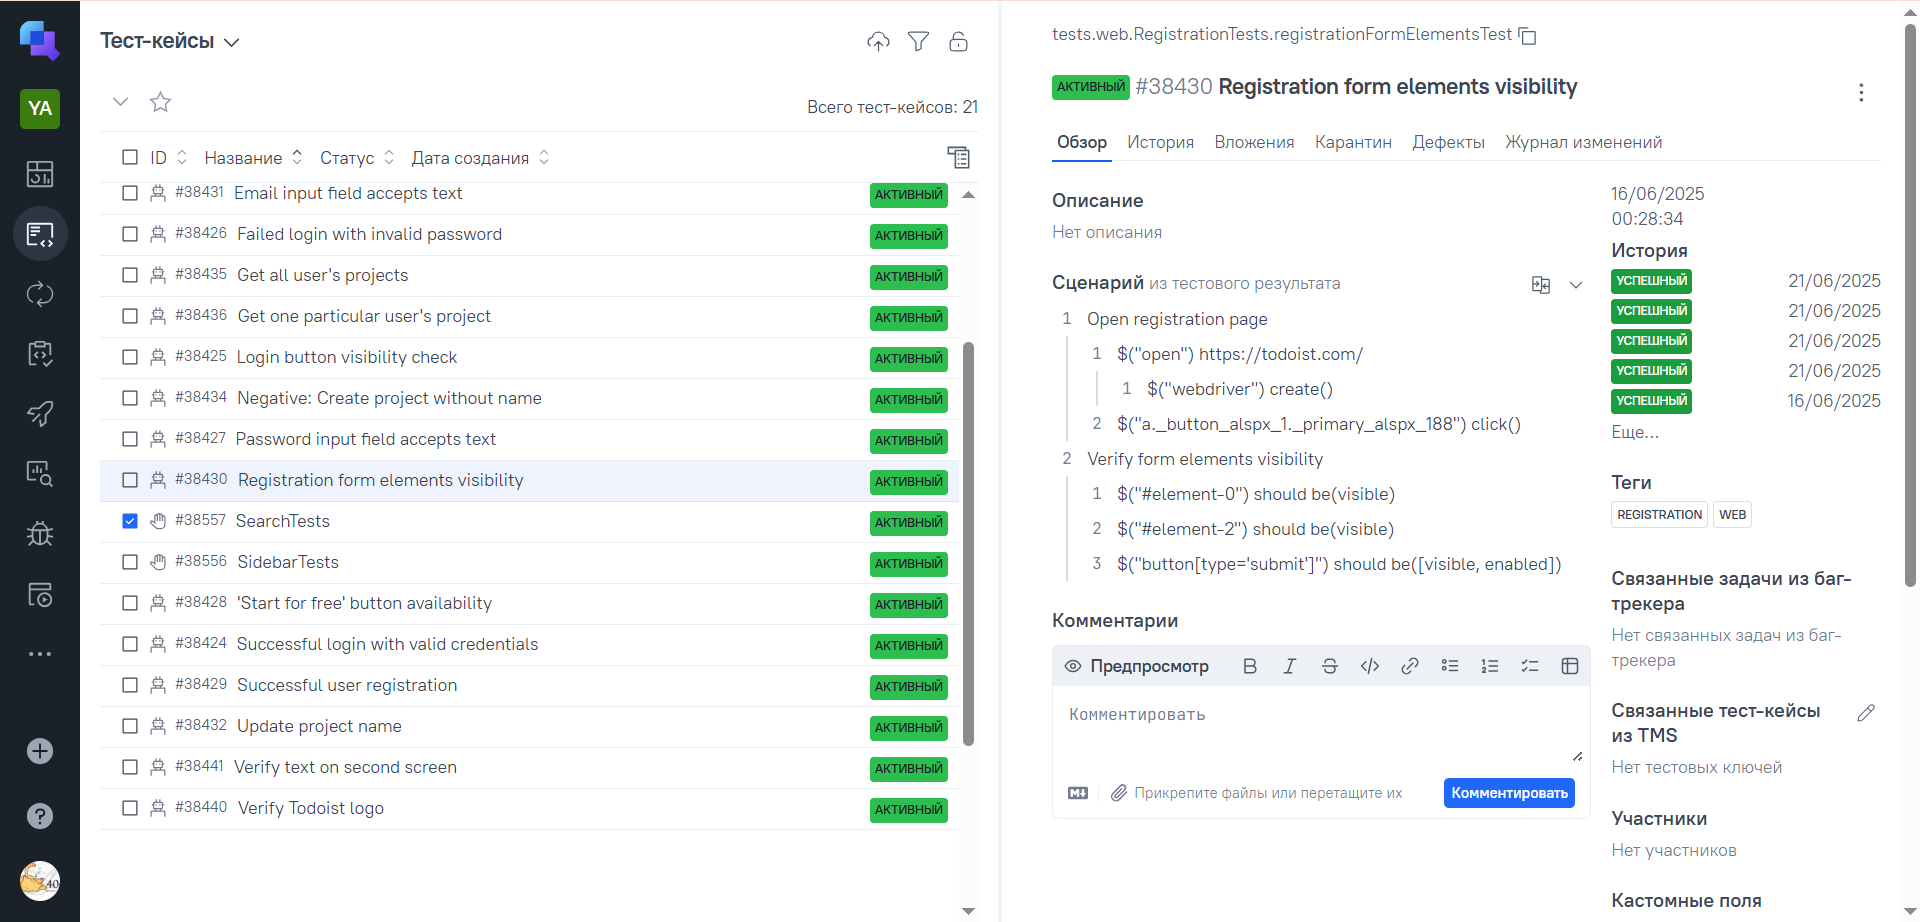 YA
40
Тест-кейсы
Всего тест-кейсов: 21
ID Название Статус Дата создания
#38431 Email input field accepts text АКТИВНЫЙ
#38426 Failed login with invalid password АКТИВНЫЙ
#38435 Get all user's projects АКТИВНЫЙ
#38436 Get one particular user's project АКТИВНЫЙ
#38425 Login button visibility check АКТИВНЫЙ
#38434 Negative: Create project without name АКТИВНЫЙ
#38427 Password input field accepts text АКТИВНЫЙ
#38430 Registration form elements visibility АКТИВНЫЙ
#38557 SearchTests АКТИВНЫЙ
#38556 SidebarTests АКТИВНЫЙ
#38428 'Start for free' button availability АКТИВНЫЙ
#38424 Successful login with valid credentials АКТИВНЫЙ
#38429 Successful user registration АКТИВНЫЙ
#38432 Update project name АКТИВНЫЙ
#38441 Verify text on second screen АКТИВНЫЙ
#38440 Verify Todoist logo АКТИВНЫЙ
tests.web.RegistrationTests.registrationFormElementsTest
АКТИВНЫЙ #38430 Registration form elements visibility
Обзор История Вложения Карантин Дефекты Журнал изменений
Описание
Нет описания
Сценарий из тестового результата
1 Open registration page
1 $("open") https://todoist.com/
1 $("webdriver") create()
2 $("a._button_alspx_1._primary_alspx_188") click()
2 Verify form elements visibility
1 $("#element-0") should be(visible)
2 $("#element-2") should be(visible)
3 $("button[type='submit']") should be([visible, enabled])
Комментарии
Предпросмотр
Комментировать
Прикрепите файлы или перетащите их
Комментировать
16/06/2025
00:28:34
История
УСПЕШНЫЙ 21/06/2025
УСПЕШНЫЙ 21/06/2025
УСПЕШНЫЙ 21/06/2025
УСПЕШНЫЙ 21/06/2025
УСПЕШНЫЙ 16/06/2025
Еще...
Теги
REGISTRATION WEB
Связанные задачи из баг-
трекера
Нет связанных задач из баг-
трекера
Связанные тест-кейсы
из TMS
Нет тестовых ключей
Участники
Нет участников
Кастомные поля